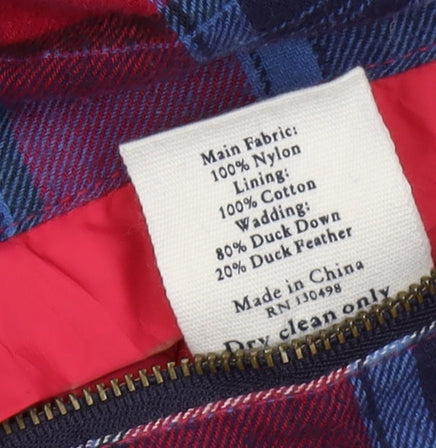 Main Fabric:
100% Nylon
Lining:
100% Cotton
Wadding:
80% Duck Down
20% Duck Feather
Made in China
RN 130498
Dry clean only